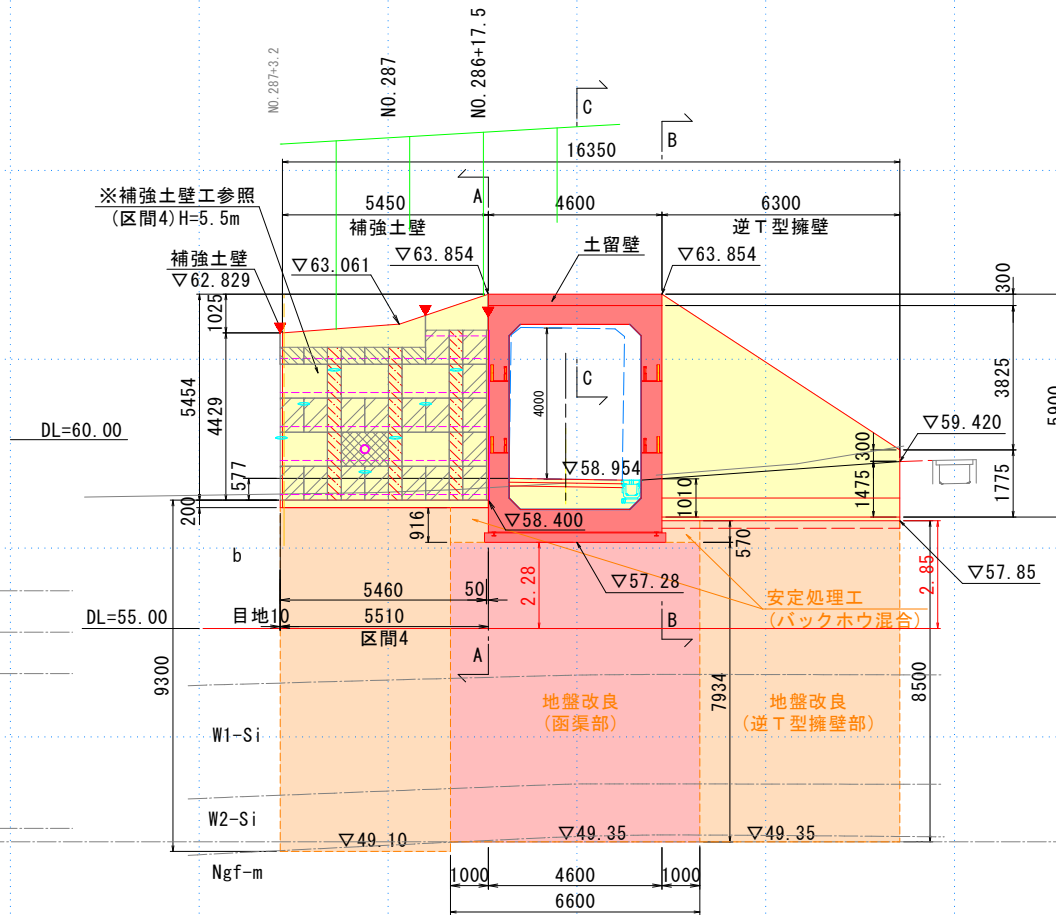 NO.287+3.2
NO.287
NO.286+17.5
C
B
16350
※補強土壁工参照
(区間4)H=5.5m
A
5450
4600
6300
補強土壁
逆T型擁壁
土留壁
補強土壁
▽62.829
▽63.061
▽63.854
▽63.854
300
1025
5454
4429
577
200
4000
C
3825
5900
DL=60.00
▽59.420
300
1475
1775
▽58.954
1010
916
▽58.400
570
b
▽57.28
2.28
2.85
▽57.85
5460
50
安定処理工
(バックホウ混合)
DL=55.00
目地10
5510
区間4
A
B
9300
7934
8500
地盤改良
(函渠部)
地盤改良
(逆T型擁壁部)
W1-Si
W2-Si
▽49.10
▽49.35
▽49.35
Ngf-m
1000
4600
1000
6600